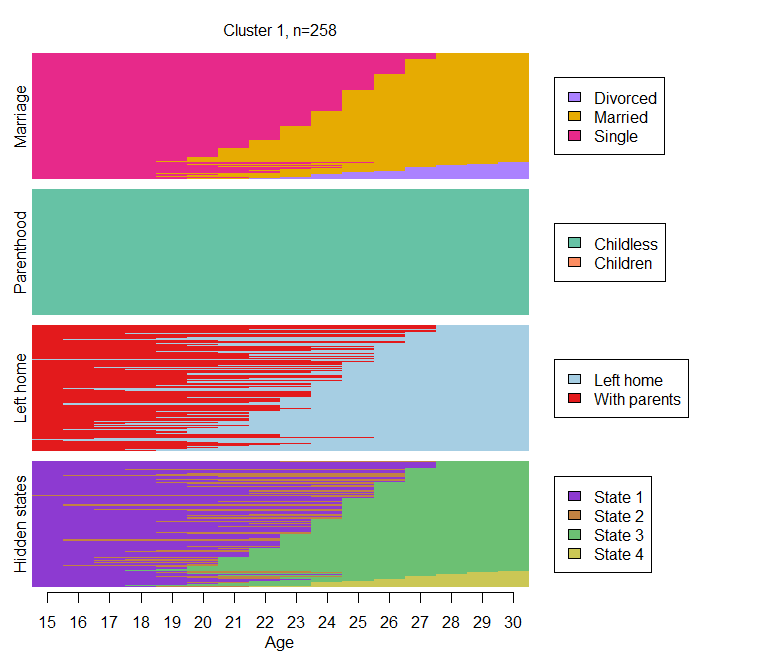 Cluster 1, n=258
Marriage
Divorced
Married
Single
Parenthood
Childless
Children
Left home
Left home
With parents
Hidden states
State 1
State 2
State 3
State 4
15 16 17 18 19 20 21 22 23 24 25 26 27 28 29 30
Age